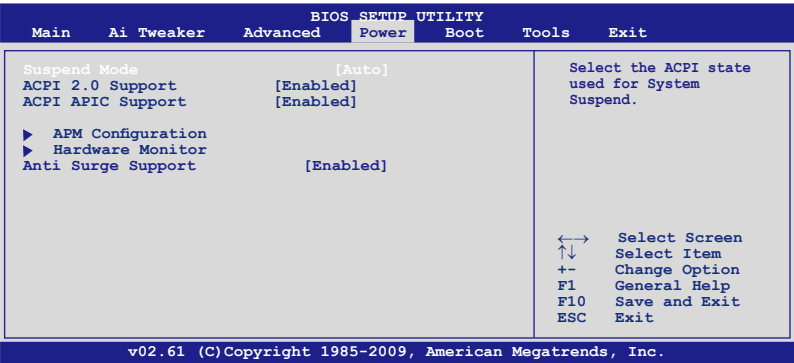 BIOS SETUP UTILITY
Main Ai Tweaker Advanced Power Boot Tools Exit
Suspend Mode [Auto]
ACPI 2.0 Support [Enabled]
ACPI APIC Support [Enabled]
APM Configuration
Hardware Monitor
Anti Surge Support [Enabled]
Select the ACPI state
used for System
Suspend.
←→ Select Screen
↑↓ Select Item
+- Change Option
F1 General Help
F10 Save and Exit
ESC Exit
v02.61 (C)Copyright 1985-2009, American Megatrends, Inc.